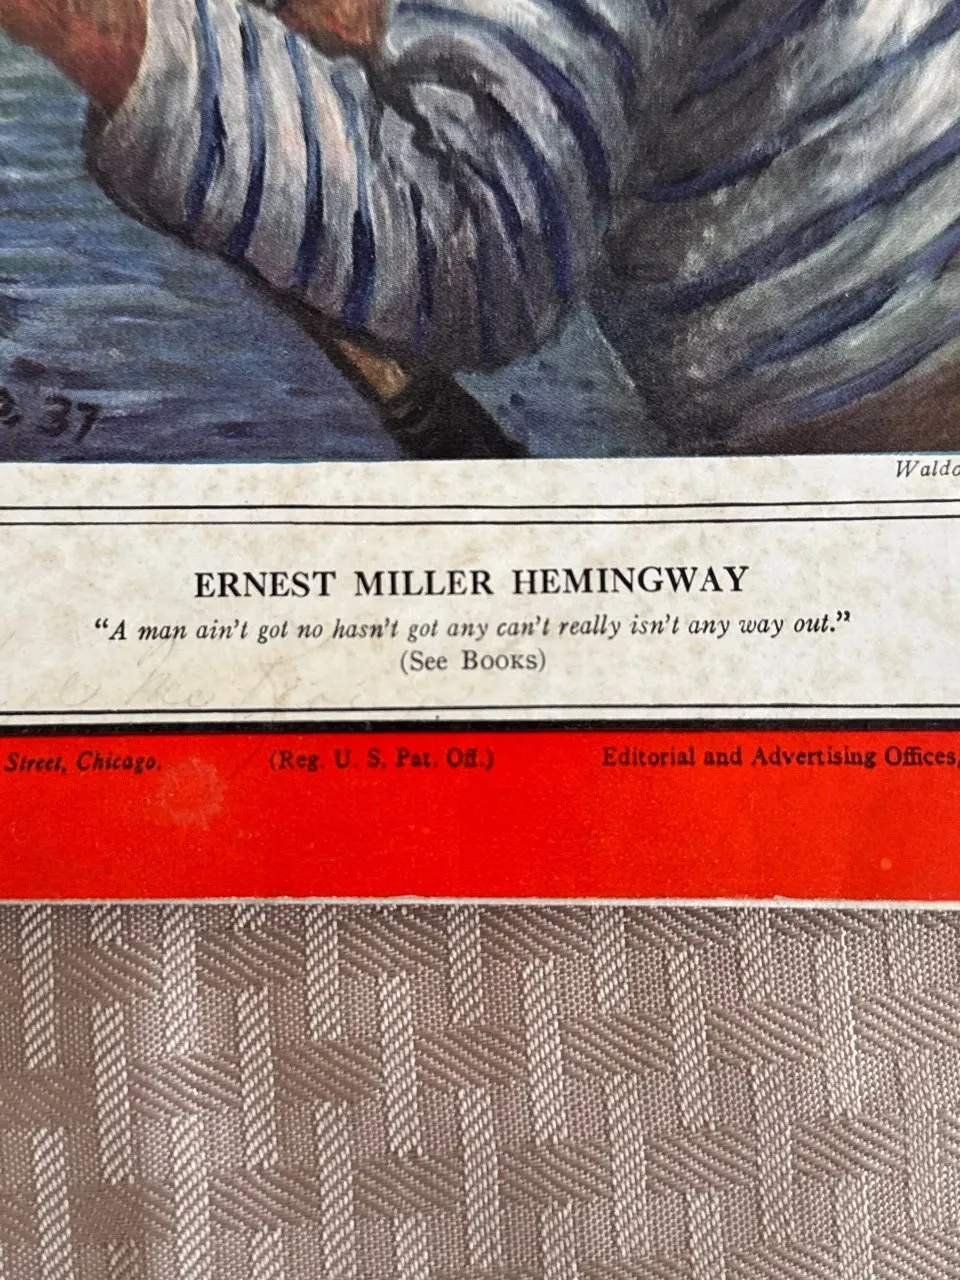 37
Waldo
ERNEST MILLER HEMINGWAY
“A man ain't got no hasn't got any can't really isn't any way out.”
(See BOOKS)
Street, Chicago. (Reg. U. S. Pat. Off.) Editorial and Advertising Offices,